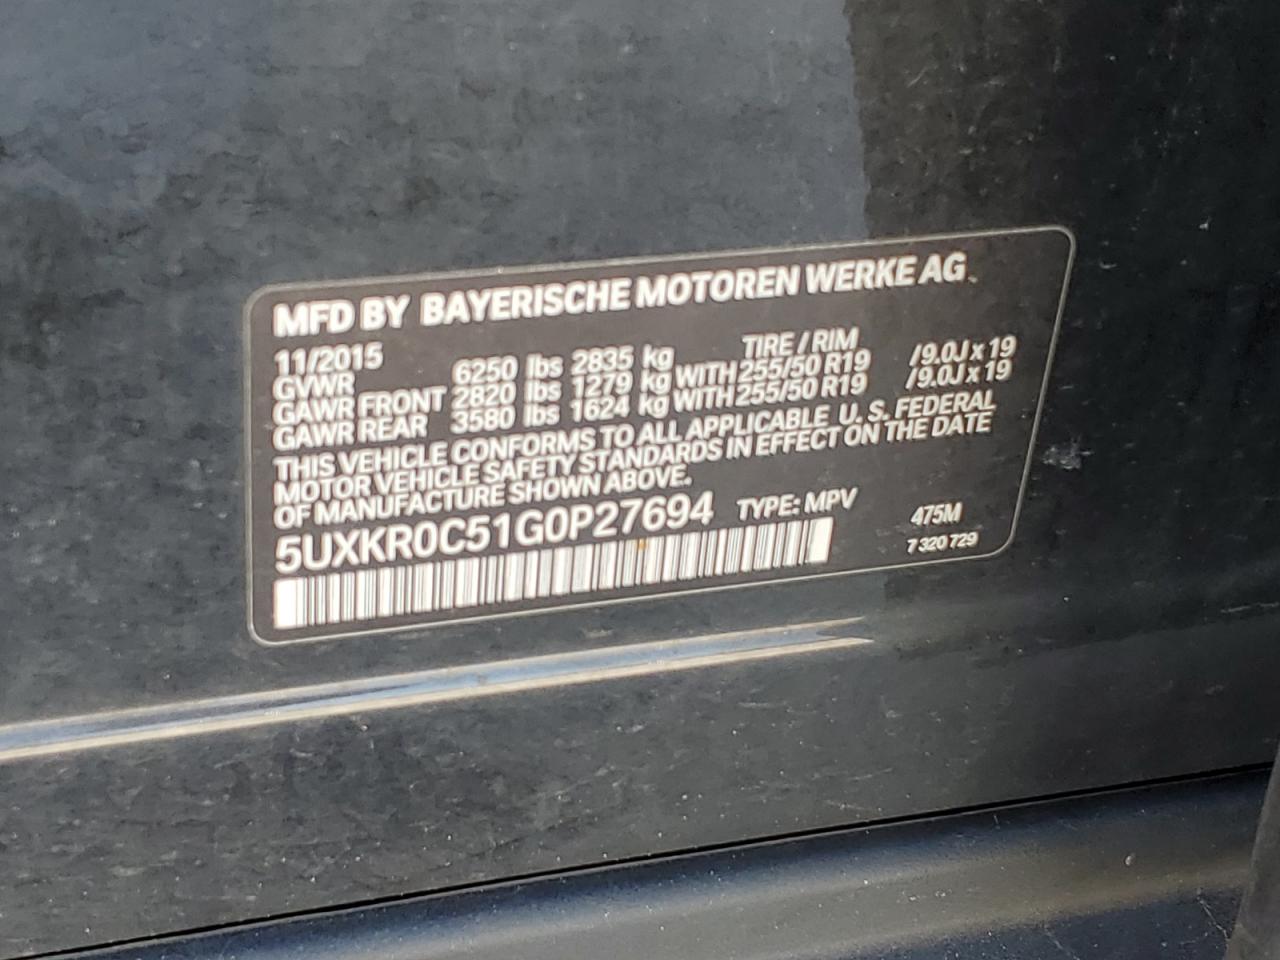 MFD BY BAYERISCHE MOTOREN WERKE AG
11/2015 TIRE / RIM
GVWR 6250 lbs 2835 kg
GAWR FRONT 2820 lbs 1279 kg WITH 255/50 R19 /9.0J x 19
GAWR REAR 3580 lbs 1624 kg WITH 255/50 R19 /9.0J x 19
THIS VEHICLE CONFORMS TO ALL APPLICABLE U. S. FEDERAL
MOTOR VEHICLE SAFETY STANDARDS IN EFFECT ON THE DATE
OF MANUFACTURE SHOWN ABOVE.
5UXKR0C51G0P27694 TYPE: MPV 475M
7 320 729